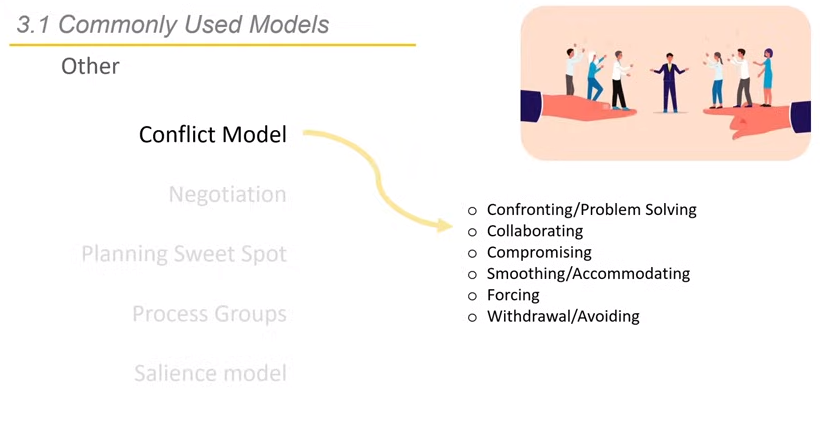 3.1 Commonly Used Models
Other
Conflict Model
Negotiation
Planning Sweet Spot
Process Groups
Salience model
o Confronting/Problem Solving
o Collaborating
o Compromising
o Smoothing/Accommodating
o Forcing
o Withdrawal/Avoiding